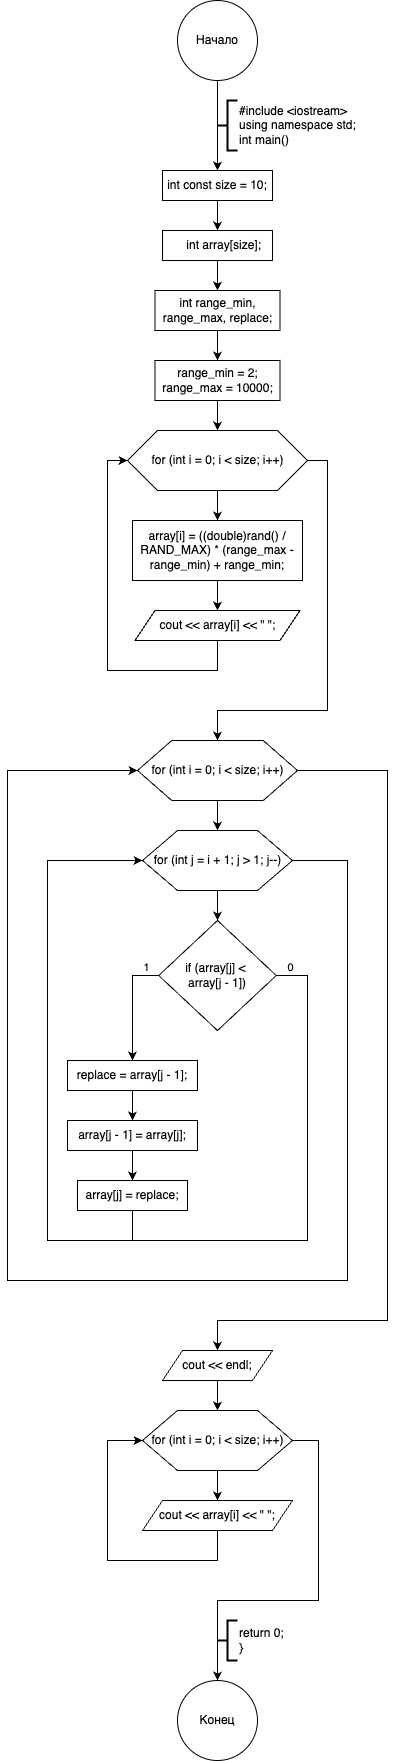 Начало
#include <iostream>
using namespace std;
int main()
int const size = 10;
int array[size];
int range_min,
range_max, replace;
range_min = 2;
range_max = 10000;
for (int i = 0; i < size; i++)
array[i] = ((double)rand() /
RAND_MAX) * (range_max -
range_min) + range_min;
cout << array[i] << " ";
for (int i = 0; i < size; i++)
for (int j = i + 1; j > 1; j--)
if (array[j] <
array[j - 1])
1
0
replace = array[j - 1];
array[j - 1] = array[j];
array[j] = replace;
cout << endl;
for (int i = 0; i < size; i++)
cout << array[i] << " ";
return 0;
}
Конец